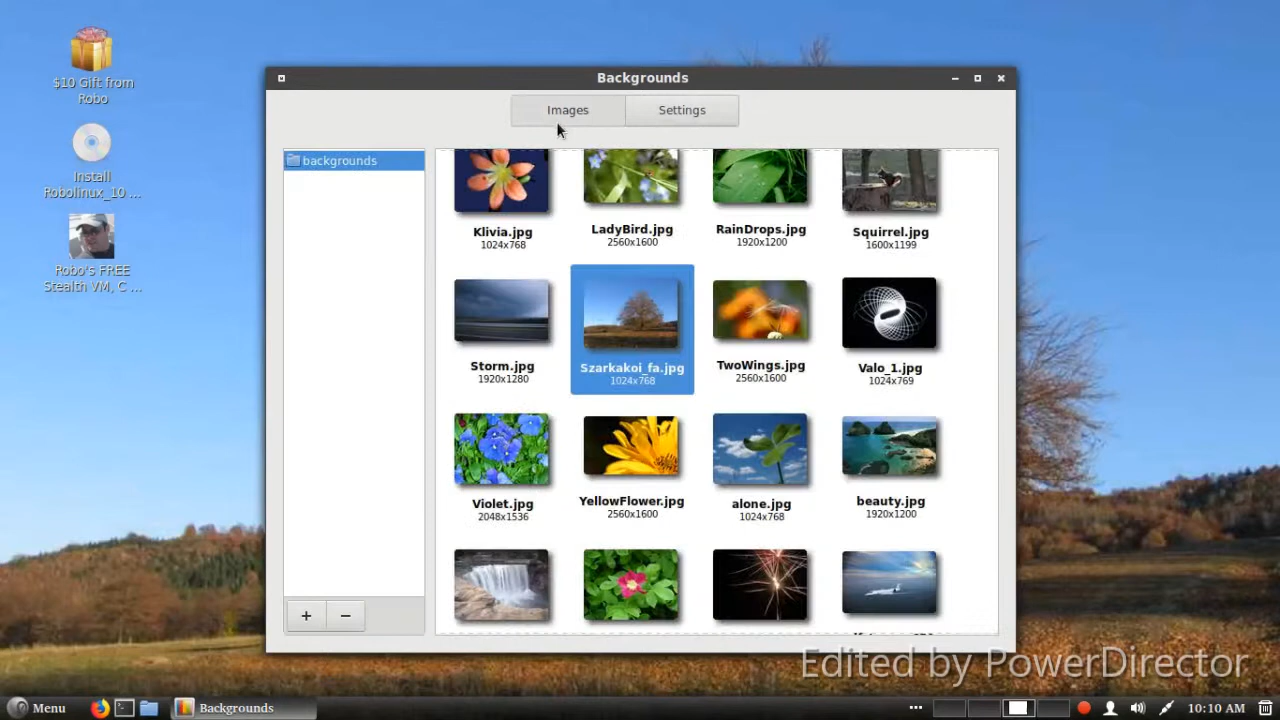 $10 Gift from
Robo
Install
Robolinux_10 ...
Robo's FREE
Stealth VM, C ...
Backgrounds
Images
Settings
backgrounds
Klivia.jpg
1024x768
LadyBird.jpg
2560x1600
RainDrops.jpg
1920x1200
Squirrel.jpg
1600x1199
Storm.jpg
1920x1280
Szarkakoi_fa.jpg
1024x768
TwoWings.jpg
2560x1600
Valo_1.jpg
1024x769
Violet.jpg
2048x1536
YellowFlower.jpg
2560x1600
alone.jpg
1024x768
beauty.jpg
1920x1200
+
−
Edited by PowerDirector
Menu
Backgrounds
10:10 AM